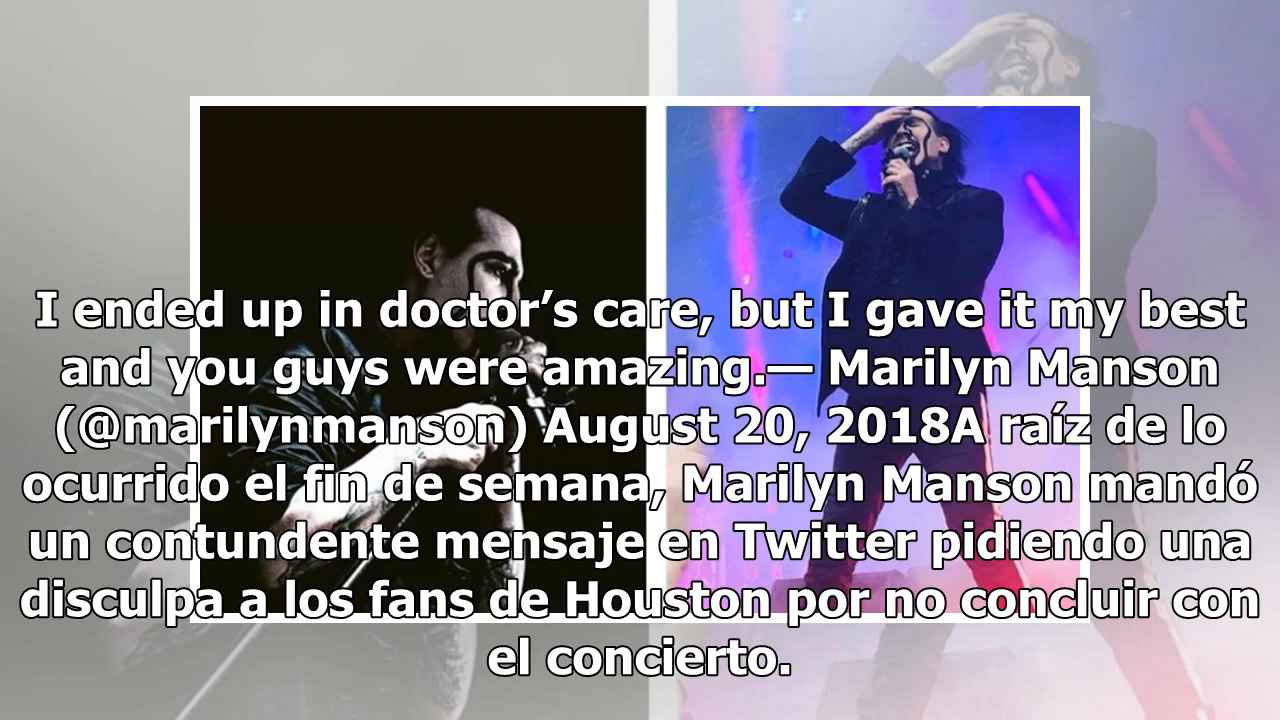 I ended up in doctor’s care, but I gave it my best
and you guys were amazing.— Marilyn Manson
(@marilynmanson) August 20, 2018A raíz de lo
ocurrido el fin de semana, Marilyn Manson mandó
un contundente mensaje en Twitter pidiendo una
disculpa a los fans de Houston por no concluir con
el concierto.